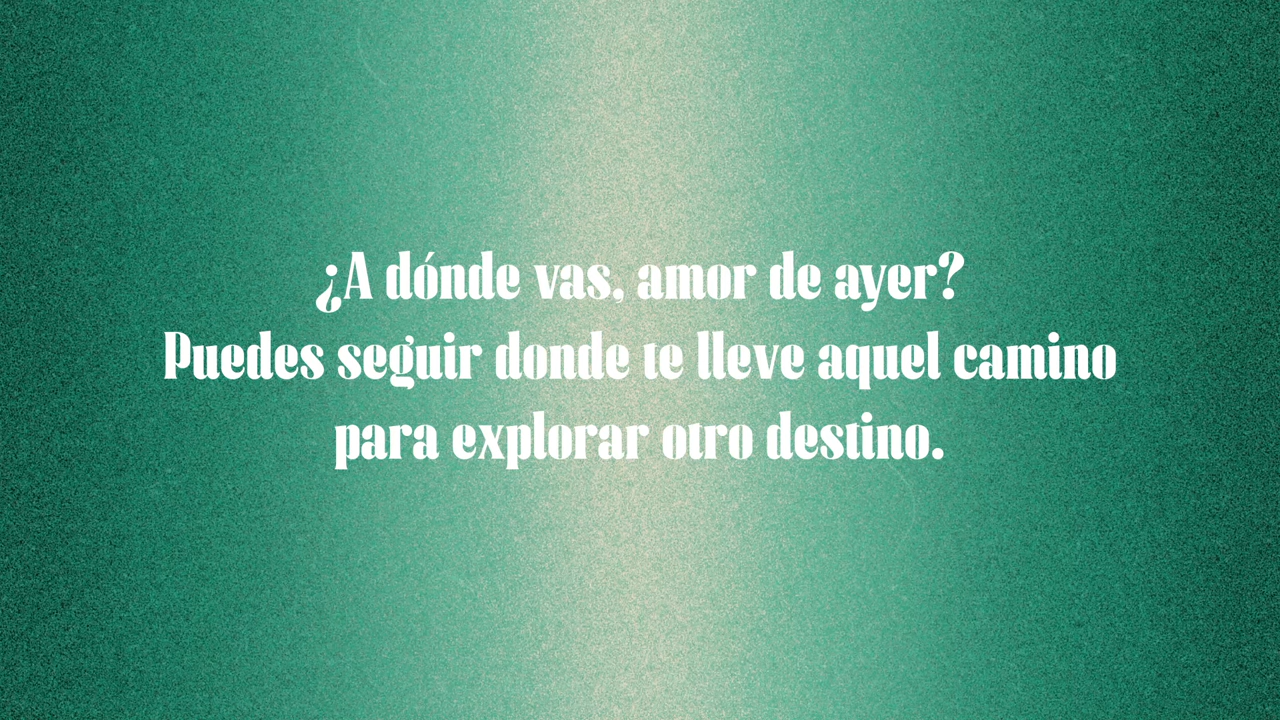 ¿A dónde vas, amor de ayer?
Puedes seguir donde te lleve aquel camino
para explorar otro destino.